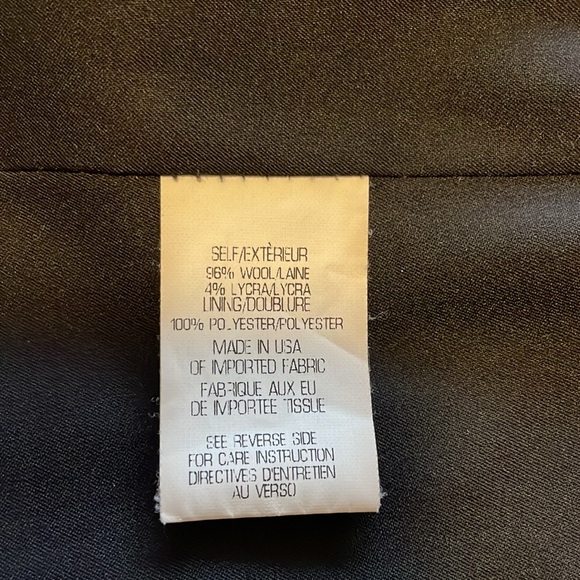 SELF/EXTÈRIEUR
96% WOOL/LAINE
4% LYCRA/LYCRA
LINING/DOUBLURE
100% POLYESTER/POLYESTER
MADE IN USA
OF IMPORTED FABRIC
FABRIQUE AUX EU
DE IMPORTEE TISSUE
SEE REVERSE SIDE
FOR CARE INSTRUCTION
DIRECTIVES D'ENTRETIEN
AU VERSO